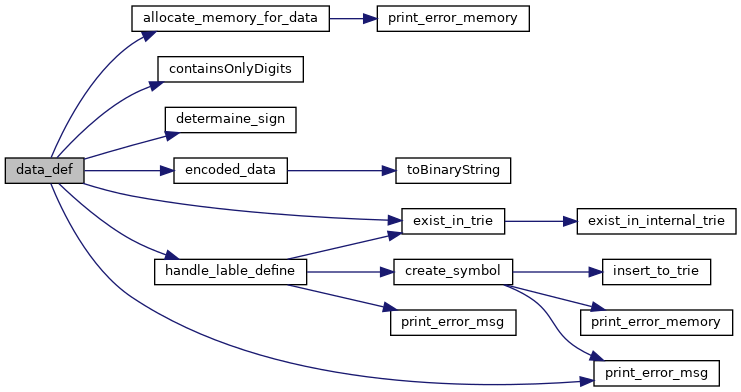 allocate_memory_for_data
print_error_memory
containsOnlyDigits
determaine_sign
data_def
encoded_data
toBinaryString
exist_in_trie
exist_in_internal_trie
handle_lable_define
create_symbol
insert_to_trie
print_error_msg
print_error_memory
print_error_msg